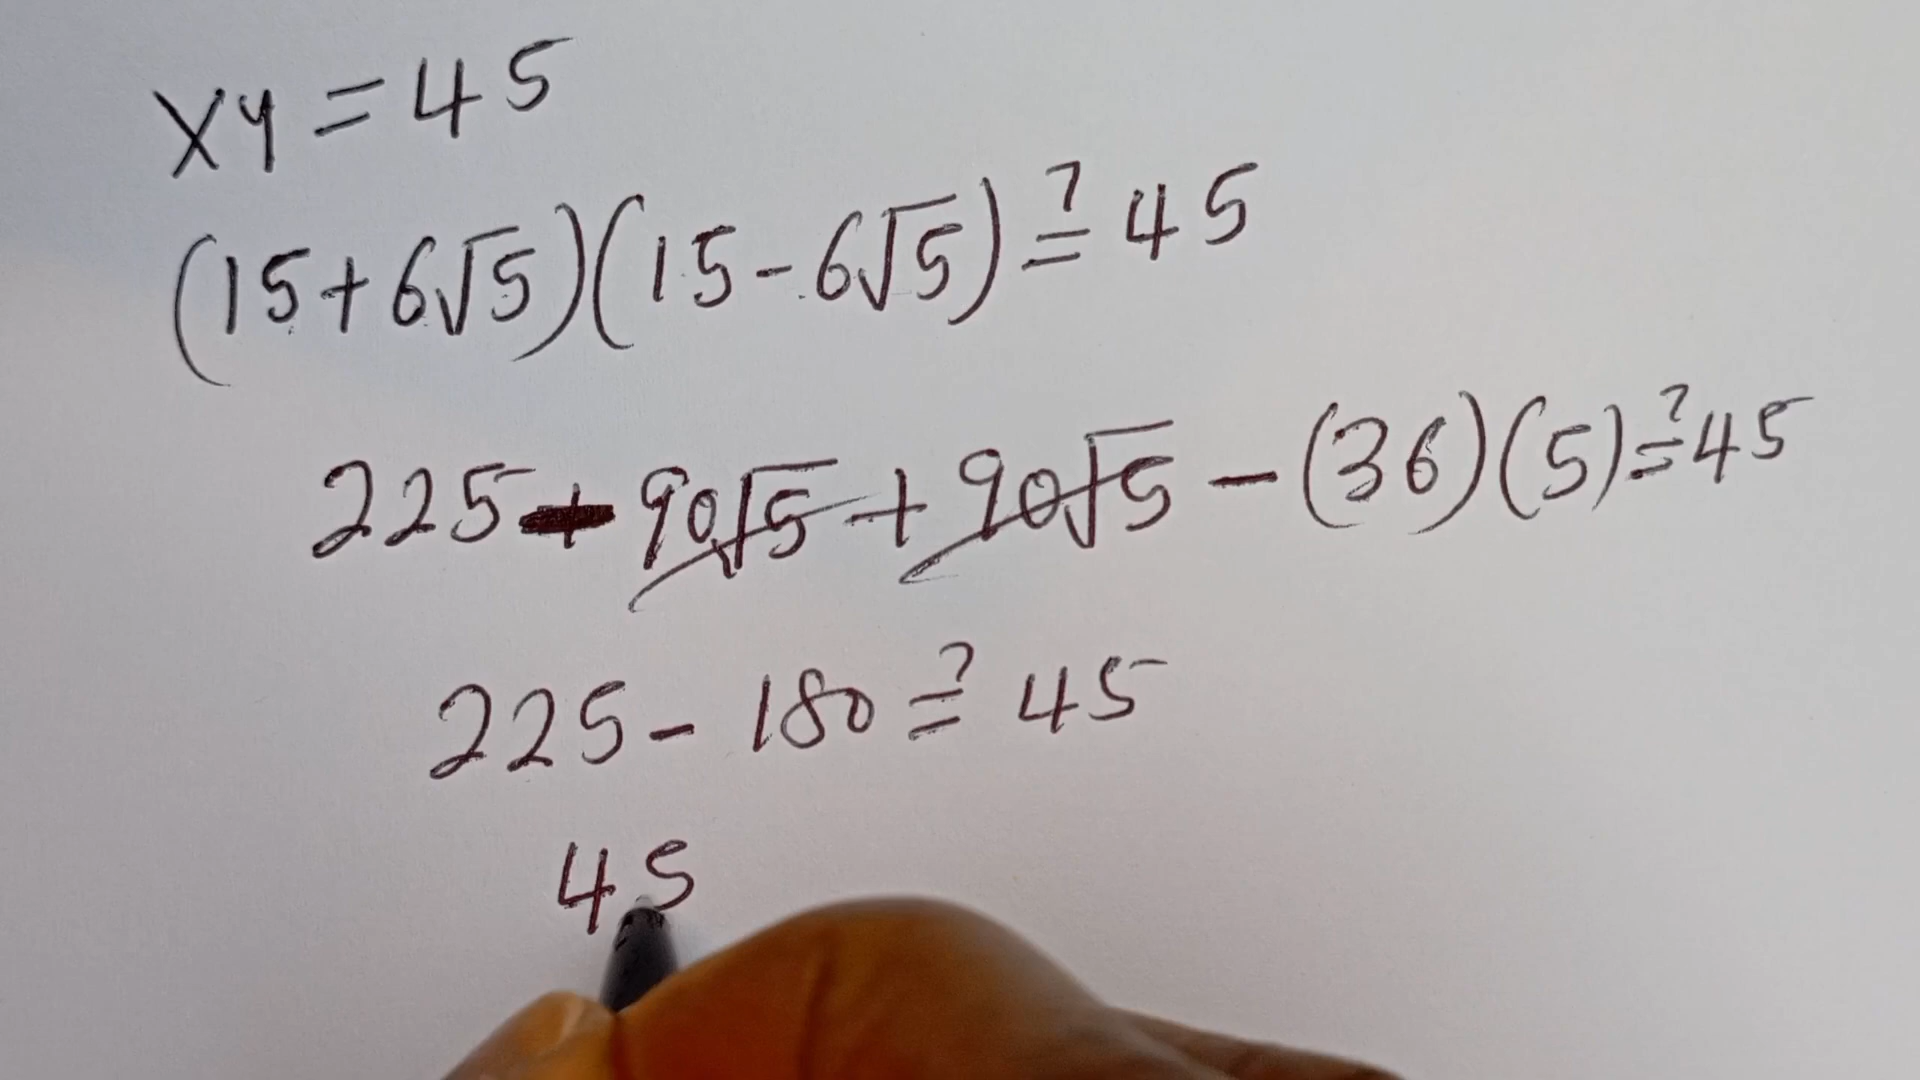 XY = 45
(15+6√5)(15-6√5) ≟ 45
225 - 90√5 + 90√5 - (36)(5) ≟ 45
225 - 180 ≟ 45
45